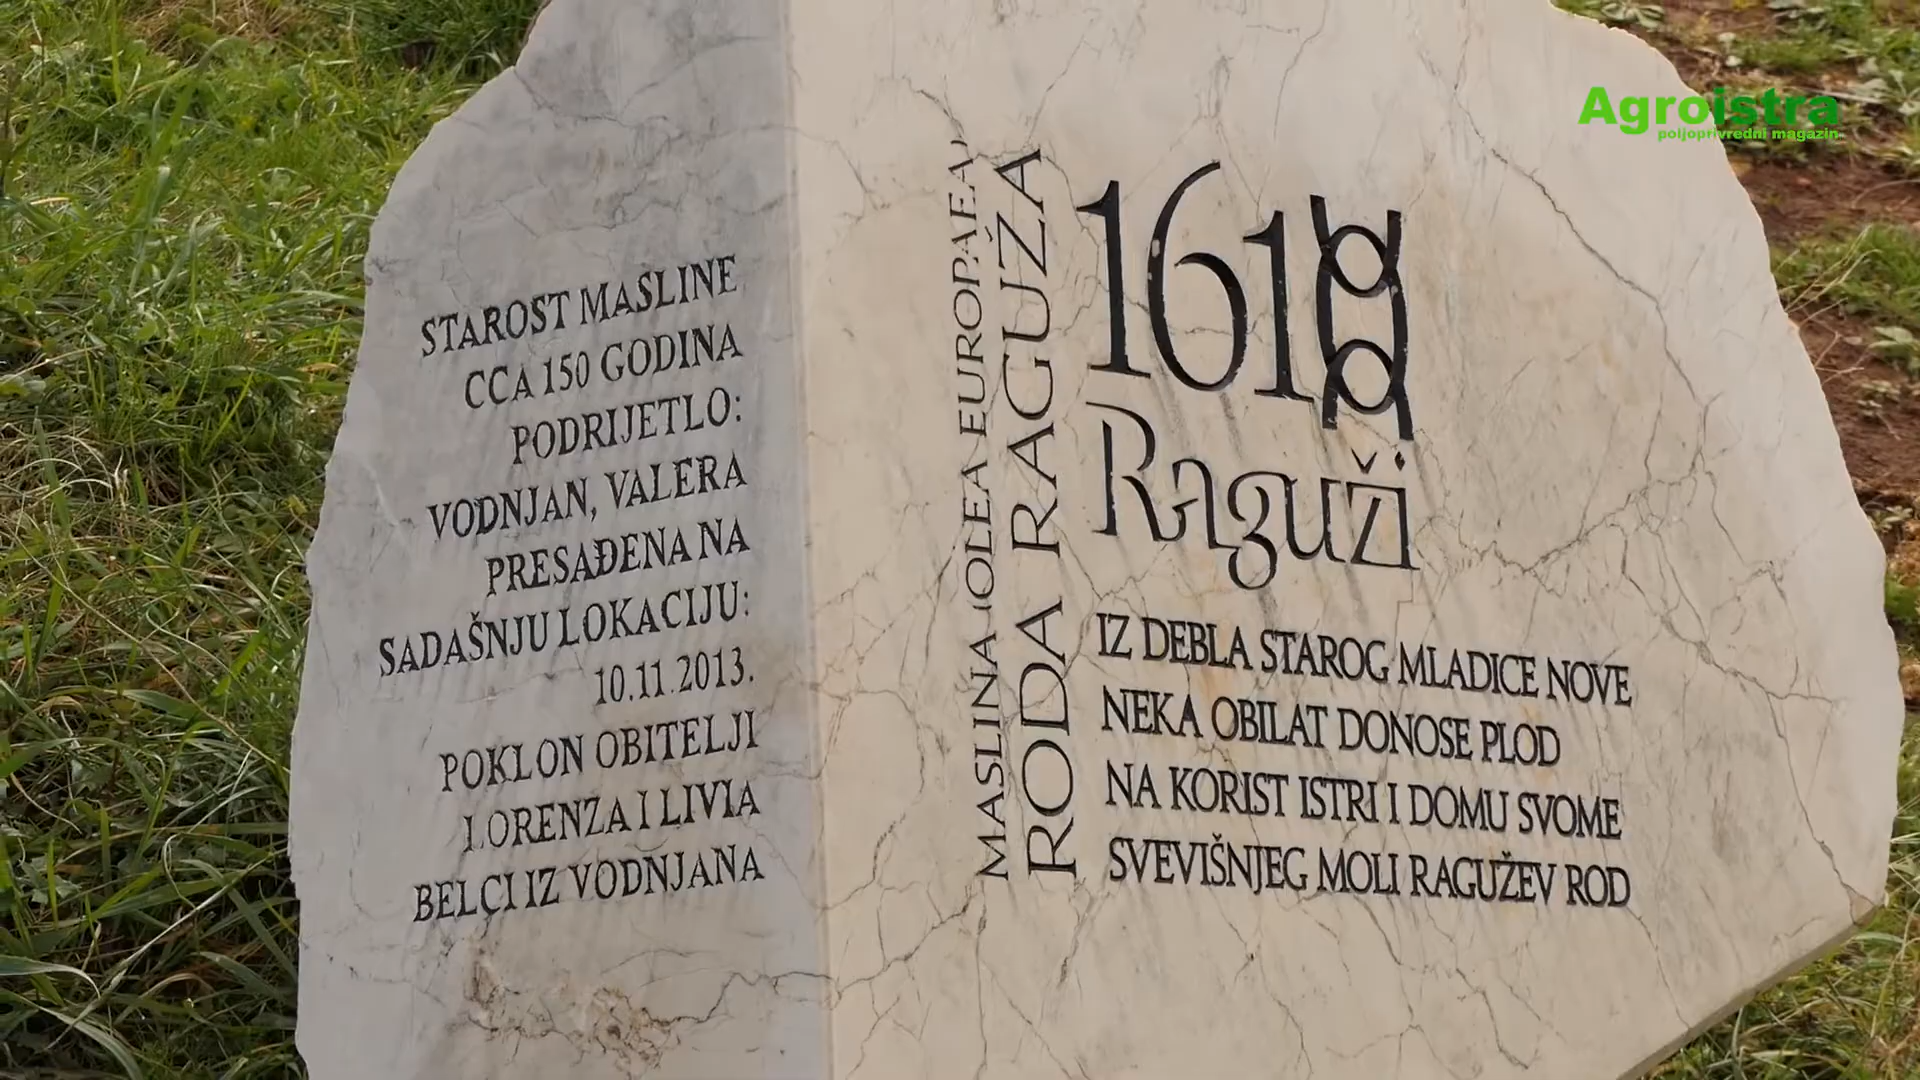 Agroistra
poljoprivredni magazin
STAROST MASLINE
CCA 150 GODINA
PODRIJETLO:
VODNJAN, VALERA
PRESAĐENA NA
SADAŠNJU LOKACIJU:
10.11.2013.
POKLON OBITELJI
LORENZA I LIVIA
BELCI IZ VODNJANA
MASLINA (OLEA EUROPAEA)
RODA RAGUŽA
1618
Raguži
IZ DEBLA STAROG MLADICE NOVE
NEKA OBILAT DONOSE PLOD
NA KORIST ISTRI I DOMU SVOME
SVEVIŠNJEG MOLI RAGUŽEV ROD